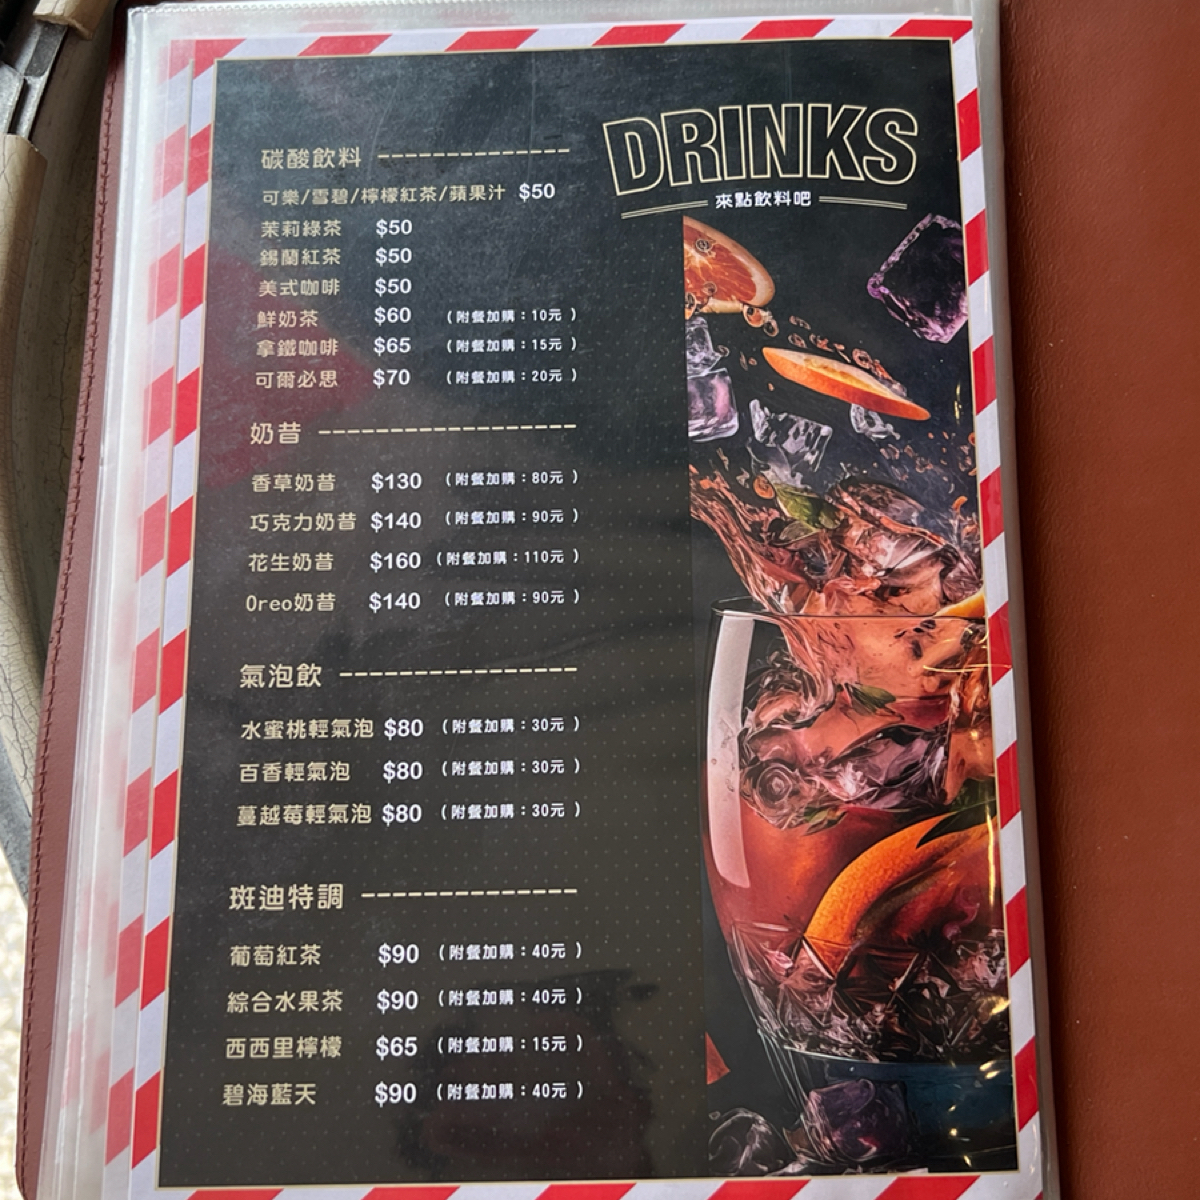 DRINKS
來點飲料吧
碳酸飲料
可樂/雪碧/檸檬紅茶/蘋果汁 $50
茉莉綠茶 $50
錫蘭紅茶 $50
美式咖啡 $50
鮮奶茶 $60 (附餐加購：10元 )
拿鐵咖啡 $65 (附餐加購：15元 )
可爾必思 $70 (附餐加購：20元 )
奶昔
香草奶昔 $130 (附餐加購：80元 )
巧克力奶昔 $140 (附餐加購：90元 )
花生奶昔 $160 (附餐加購：110元 )
Oreo奶昔 $140 (附餐加購：90元 )
氣泡飲
水蜜桃輕氣泡 $80 (附餐加購：30元 )
百香輕氣泡 $80 (附餐加購：30元 )
蔓越莓輕氣泡 $80 (附餐加購：30元 )
斑迪特調
葡萄紅茶 $90 (附餐加購：40元 )
綜合水果茶 $90 (附餐加購：40元 )
西西里檸檬 $65 (附餐加購：15元 )
碧海藍天 $90 (附餐加購：40元 )